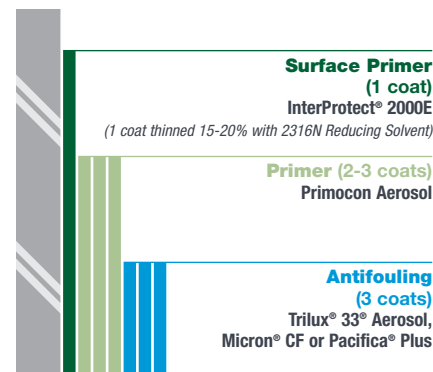 Surface Primer
(1 coat)
InterProtect® 2000E
(1 coat thinned 15-20% with 2316N Reducing Solvent)
Primer (2-3 coats)
Primocon Aerosol
Antifouling
(3 coats)
Trilux® 33® Aerosol,
Micron® CF or Pacifica® Plus